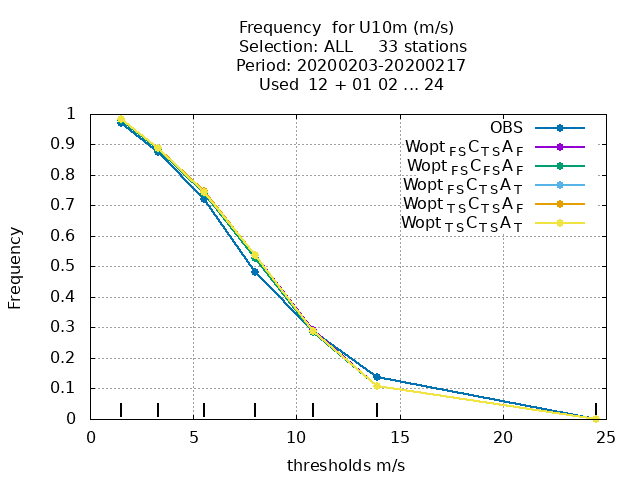 Frequency  for U10m (m/s)
Selection: ALL     33 stations
Period: 20200203-20200217
Used  12 + 01 02 ... 24
1
0.9
0.8
0.7
0.6
0.5
0.4
0.3
0.2
0.1
0
Frequency
OBS
Wopt FS C TS A F
Wopt FS C FS A F
Wopt FS C TS A T
Wopt TS C TS A F
Wopt TS C TS A T
0 5 10 15 20 25
thresholds m/s